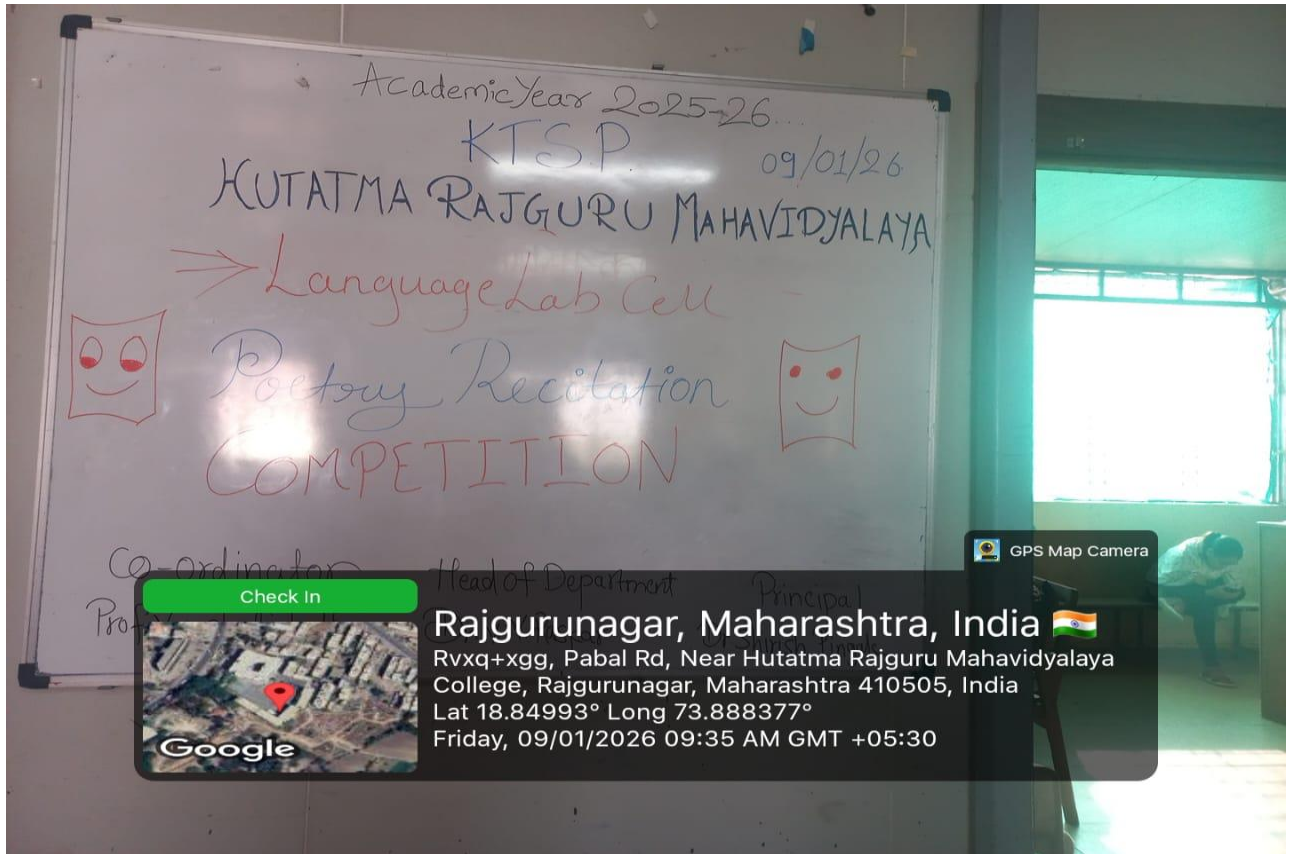 Academic Year 2025-26...
KTSP.
09/01/26
HUTATMA RAJGURU MAHAVIDYALAYA
⇒ Language Lab Cell
Poetry Recitation
COMPETITION
Co-ordinator
Head of Department
Principal
Prof.
GPS Map Camera
Check In
Rajgurunagar, Maharashtra, India
Rvxq+xgg, Pabal Rd, Near Hutatma Rajguru Mahavidyalaya
College, Rajgurunagar, Maharashtra 410505, India
Lat 18.84993° Long 73.888377°
Friday, 09/01/2026 09:35 AM GMT +05:30
Google